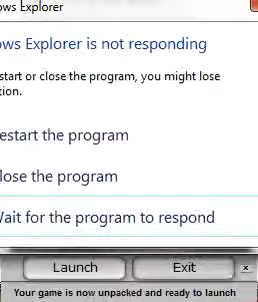 ows Explorer
ows Explorer is not responding
start or close the program, you might lose
tion.
estart the program
lose the program
Wait for the program to respond
Launch Exit x
Your game is now unpacked and ready to launch